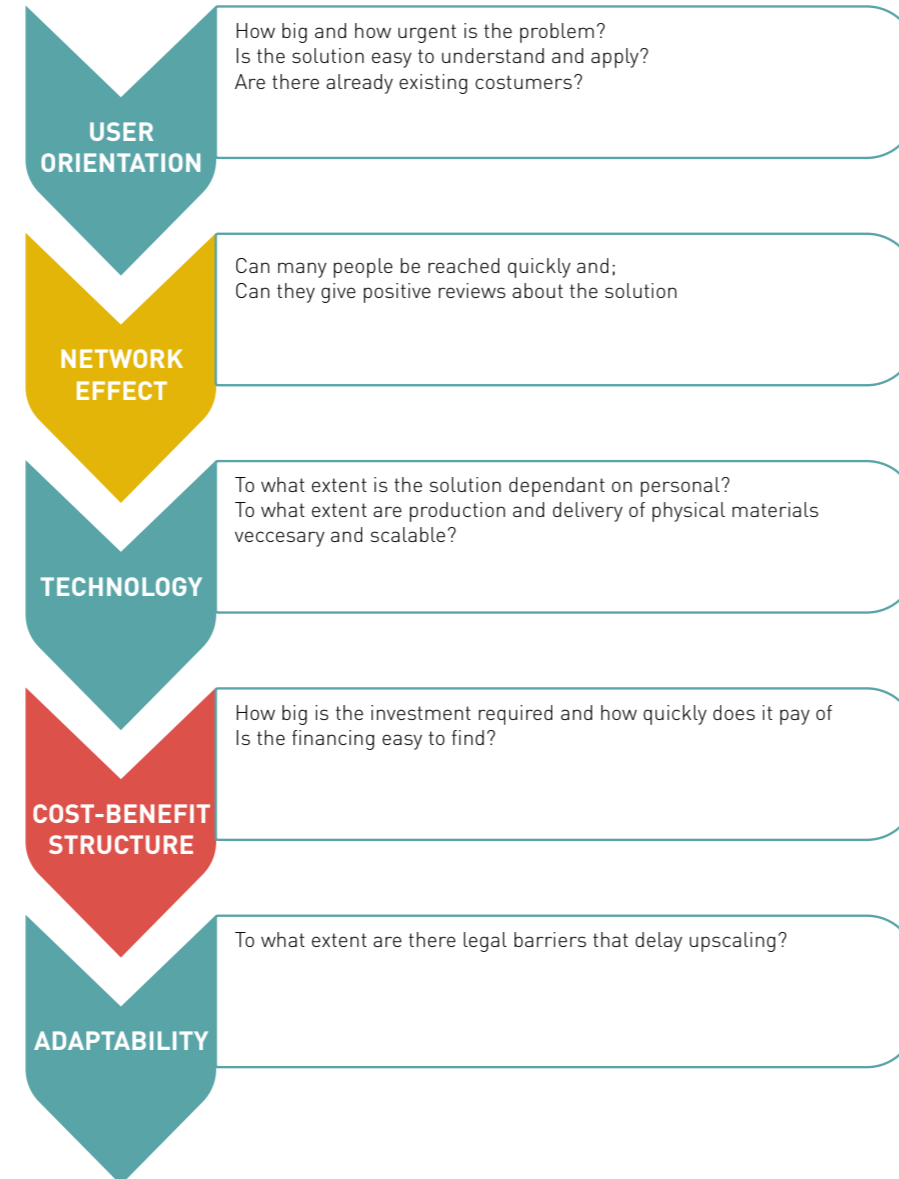 USER
ORIENTATION
How big and how urgent is the problem?
Is the solution easy to understand and apply?
Are there already existing costumers?
NETWORK
EFFECT
Can many people be reached quickly and;
Can they give positive reviews about the solution
TECHNOLOGY
To what extent is the solution dependant on personal?
To what extent are production and delivery of physical materials
veccesary and scalable?
COST-BENEFIT
STRUCTURE
How big is the investment required and how quickly does it pay of
Is the financing easy to find?
ADAPTABILITY
To what extent are there legal barriers that delay upscaling?